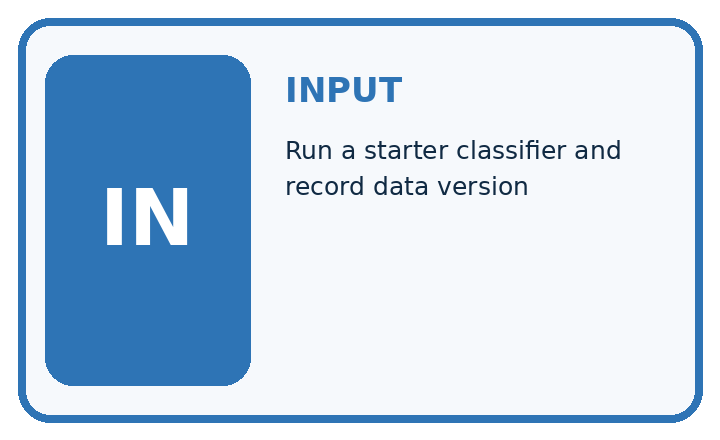 IN
INPUT
Run a starter classifier and
record data version